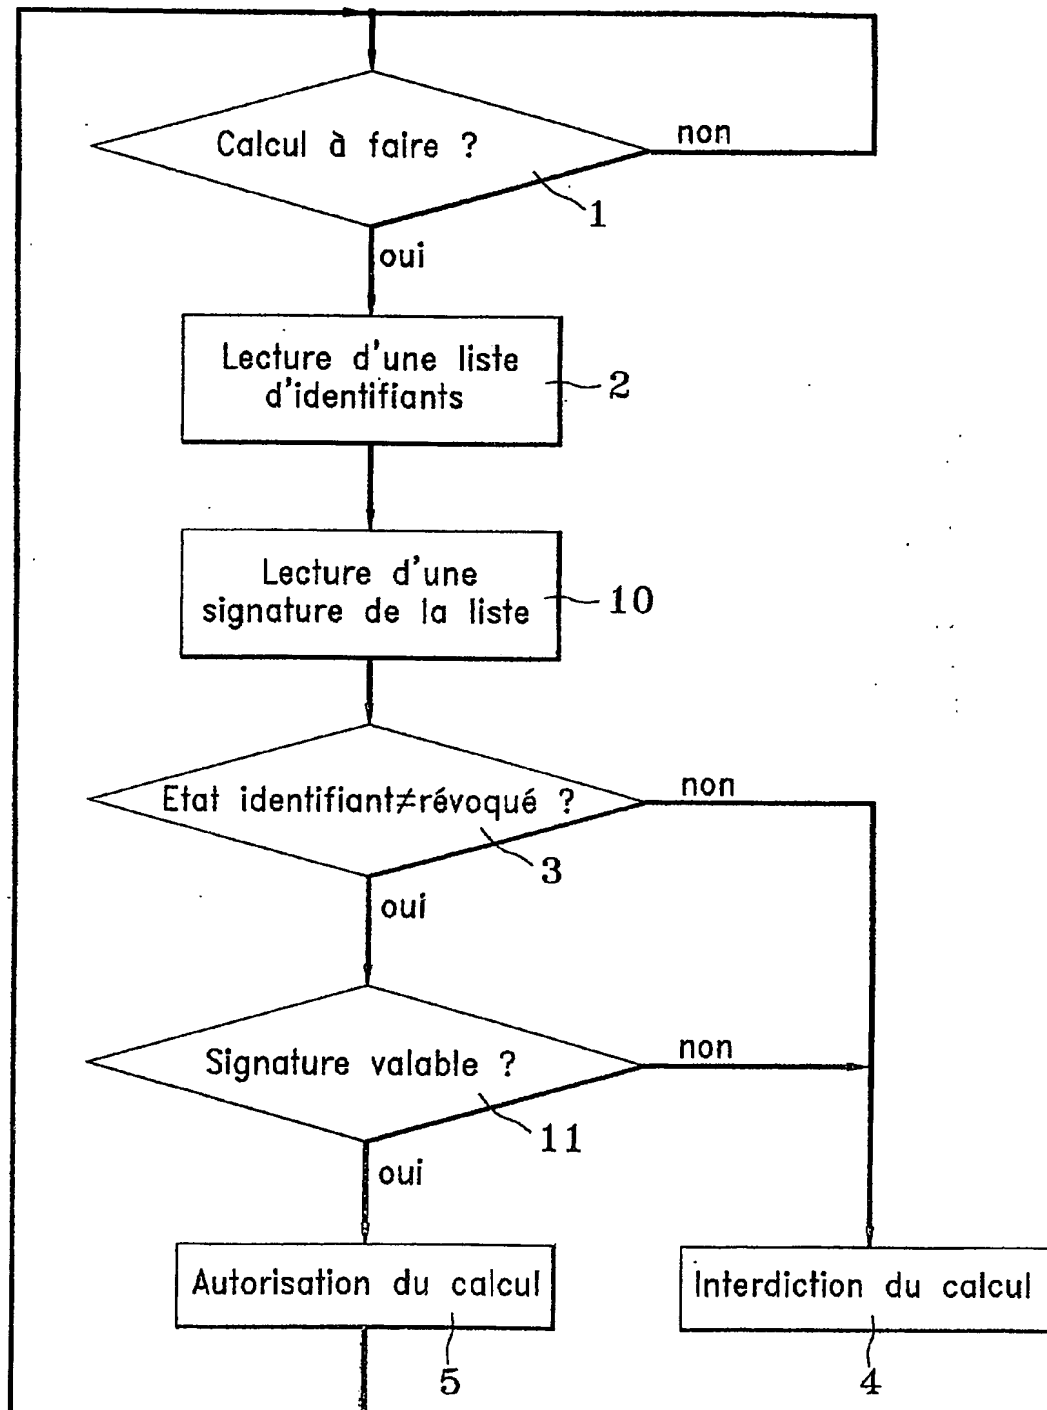 Calcul à faire ?
non
1
oui
Lecture d'une liste
d'identifiants
2
Lecture d'une
signature de la liste
10
Etat identifiant≠révoqué ?
non
3
oui
Signature valable ?
non
11
oui
Autorisation du calcul
5
Interdiction du calcul
4